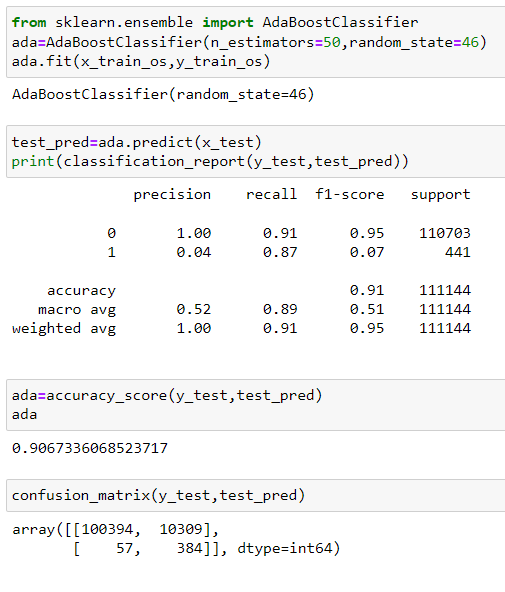 from sklearn.ensemble import AdaBoostClassifier
ada=AdaBoostClassifier(n_estimators=50,random_state=46)
ada.fit(x_train_os,y_train_os)
AdaBoostClassifier(random_state=46)
test_pred=ada.predict(x_test)
print(classification_report(y_test,test_pred))
precision recall f1-score support
0 1.00 0.91 0.95 110703
1 0.04 0.87 0.07 441
accuracy 0.91 111144
macro avg 0.52 0.89 0.51 111144
weighted avg 1.00 0.91 0.95 111144
ada=accuracy_score(y_test,test_pred)
ada
0.9067336068523717
confusion_matrix(y_test,test_pred)
array([[100394, 10309],
[ 57, 384]], dtype=int64)